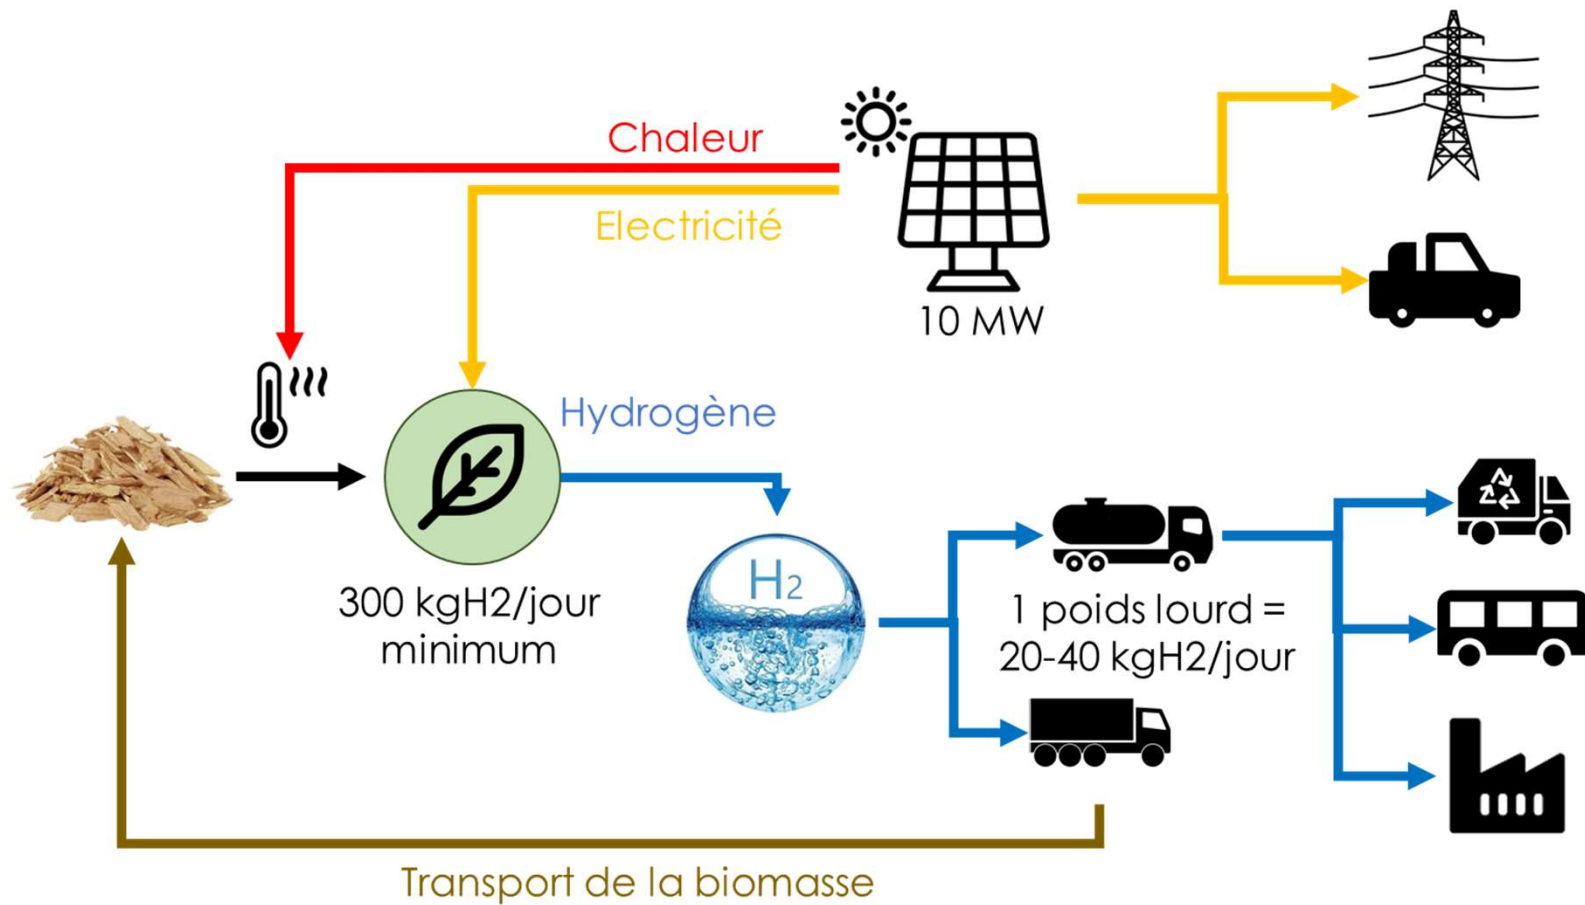 Chaleur
Electricité
10 MW
Hydrogène
300 kgH2/jour
minimum
H2
1 poids lourd =
20-40 kgH2/jour
Transport de la biomasse